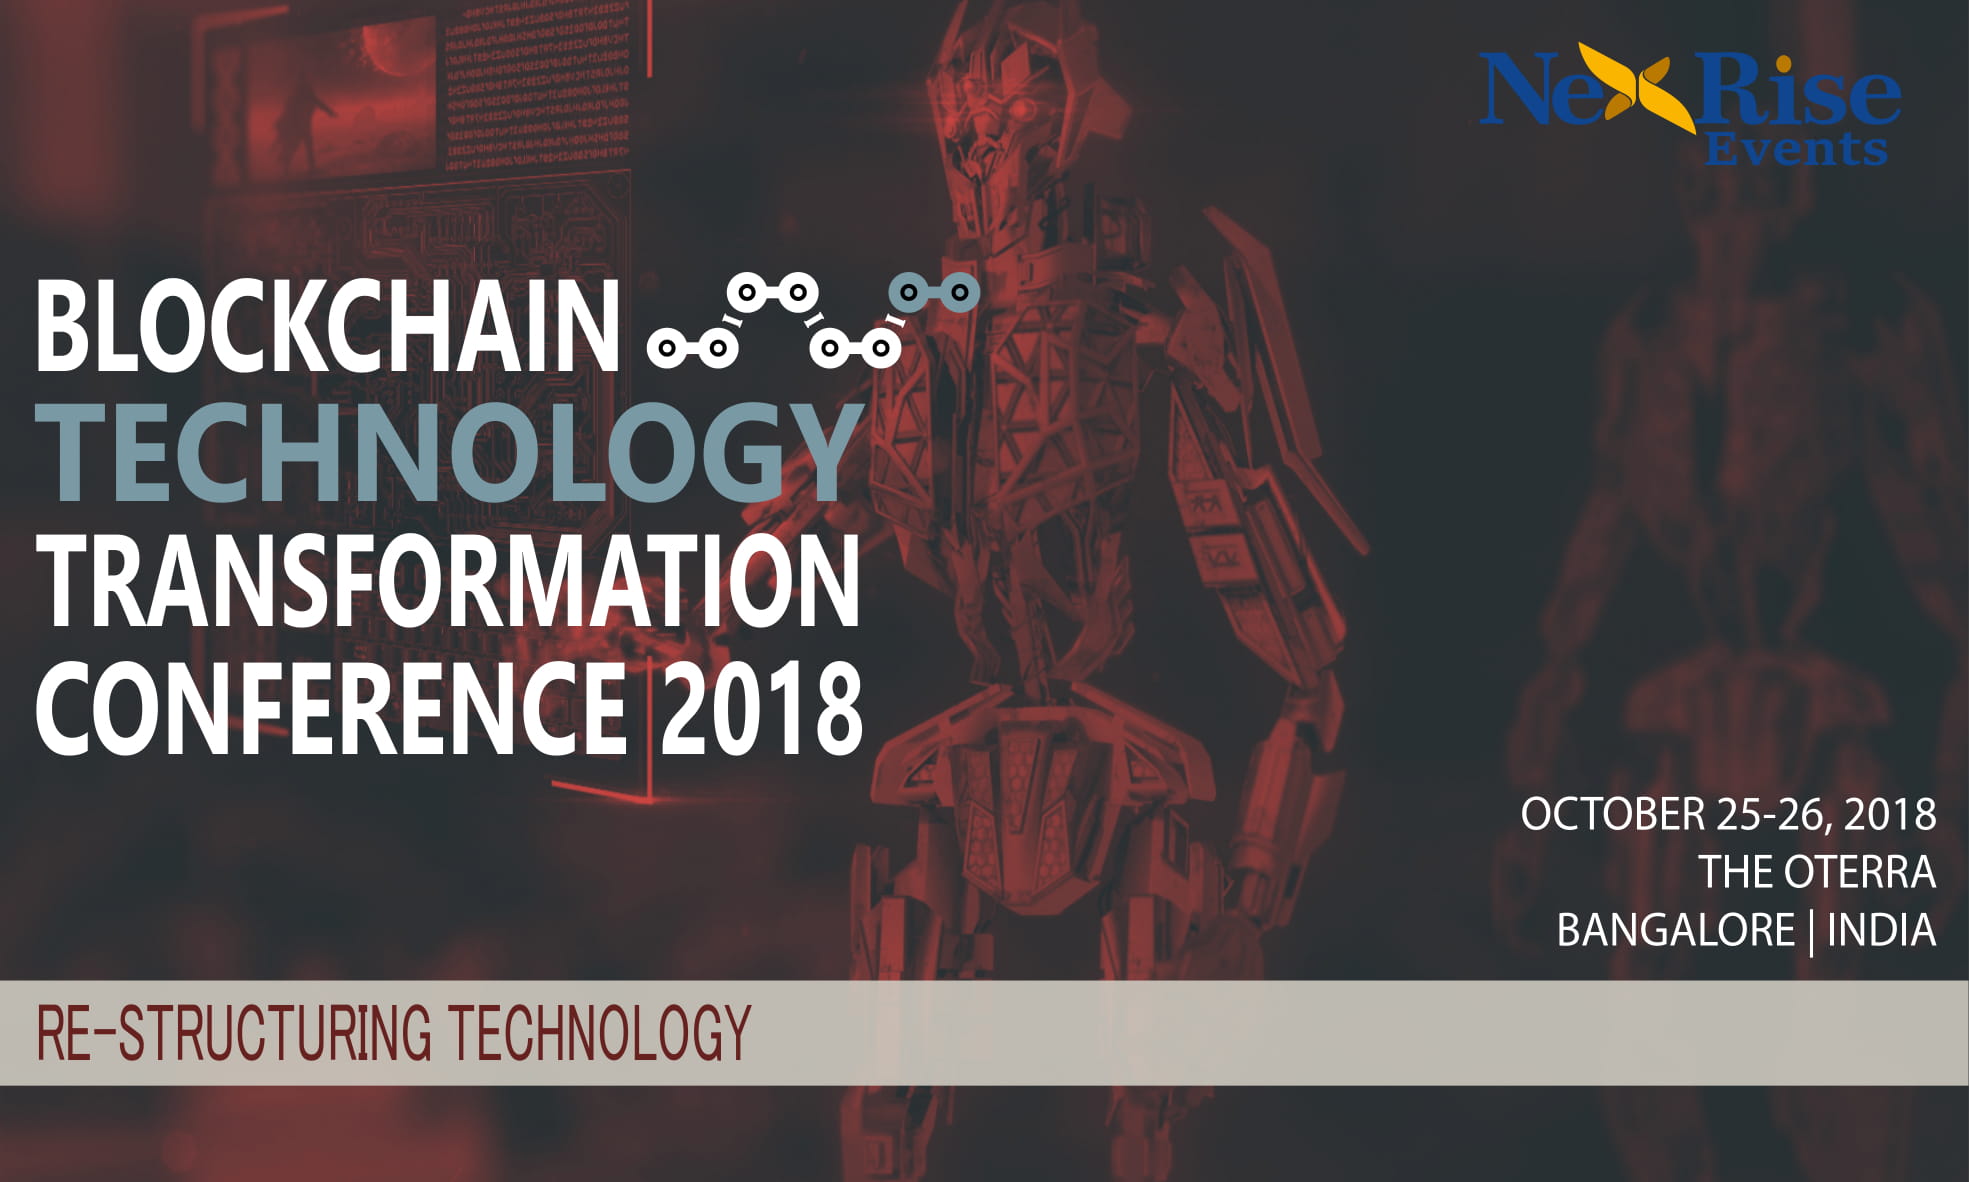 NexRise
Events
BLOCKCHAIN
TECHNOLOGY
TRANSFORMATION
CONFERENCE 2018
OCTOBER 25-26, 2018
THE OTERRA
BANGALORE | INDIA
RE-STRUCTURING TECHNOLOGY